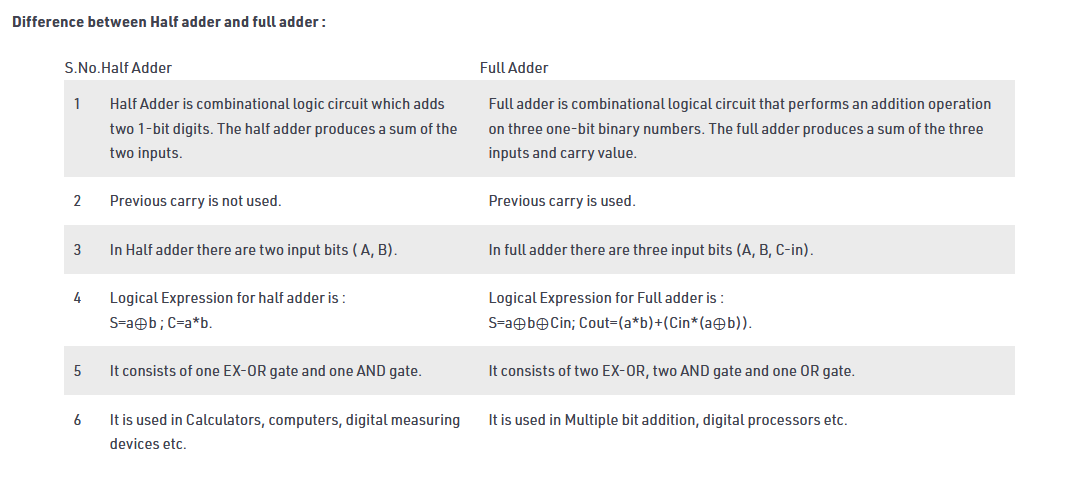 Difference between Half adder and full adder :
S.No. Half Adder Full Adder
1 Half Adder is combinational logic circuit which adds Full adder is combinational logical circuit that performs an addition operation
two 1-bit digits. The half adder produces a sum of the on three one-bit binary numbers. The full adder produces a sum of the three
two inputs. inputs and carry value.
2 Previous carry is not used. Previous carry is used.
3 In Half adder there are two input bits ( A, B). In full adder there are three input bits (A, B, C-in).
4 Logical Expression for half adder is : Logical Expression for Full adder is :
S=a⊕b ; C=a*b. S=a⊕b⊕Cin; Cout=(a*b)+(Cin*(a⊕b)).
5 It consists of one EX-OR gate and one AND gate. It consists of two EX-OR, two AND gate and one OR gate.
6 It is used in Calculators, computers, digital measuring It is used in Multiple bit addition, digital processors etc.
devices etc.